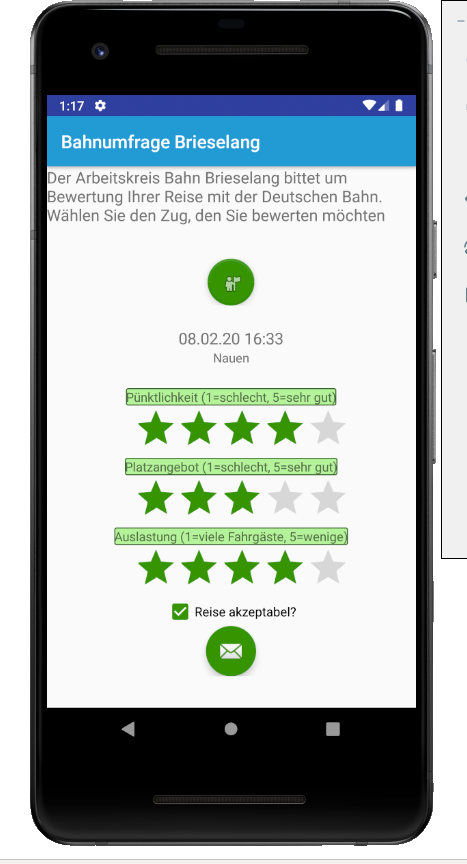 1:17
Bahnumfrage Brieselang
Der Arbeitskreis Bahn Brieselang bittet um
Bewertung Ihrer Reise mit der Deutschen Bahn.
Wählen Sie den Zug, den Sie bewerten möchten
08.02.20 16:33
Nauen
Pünktlichkeit (1=schlecht, 5=sehr gut)
Platzangebot (1=schlecht, 5=sehr gut)
Auslastung (1=viele Fahrgäste, 5=wenige)
Reise akzeptabel?